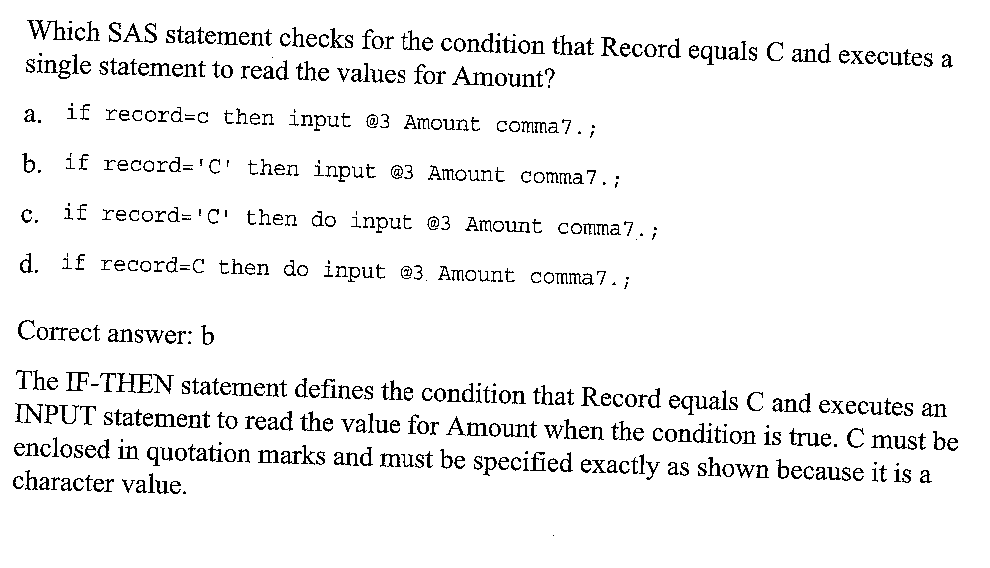 Which SAS statement checks for the condition that Record equals C and executes a
single statement to read the values for Amount?
a. if record=c then input @3 Amount comma7.;
b. if record='C' then input @3 Amount comma7.;
c. if record='C' then do input @3 Amount comma7.;
d. if record=C then do input @3 Amount comma7.;
Correct answer: b
The IF-THEN statement defines the condition that Record equals C and executes an
INPUT statement to read the value for Amount when the condition is true. C must be
enclosed in quotation marks and must be specified exactly as shown because it is a
character value.